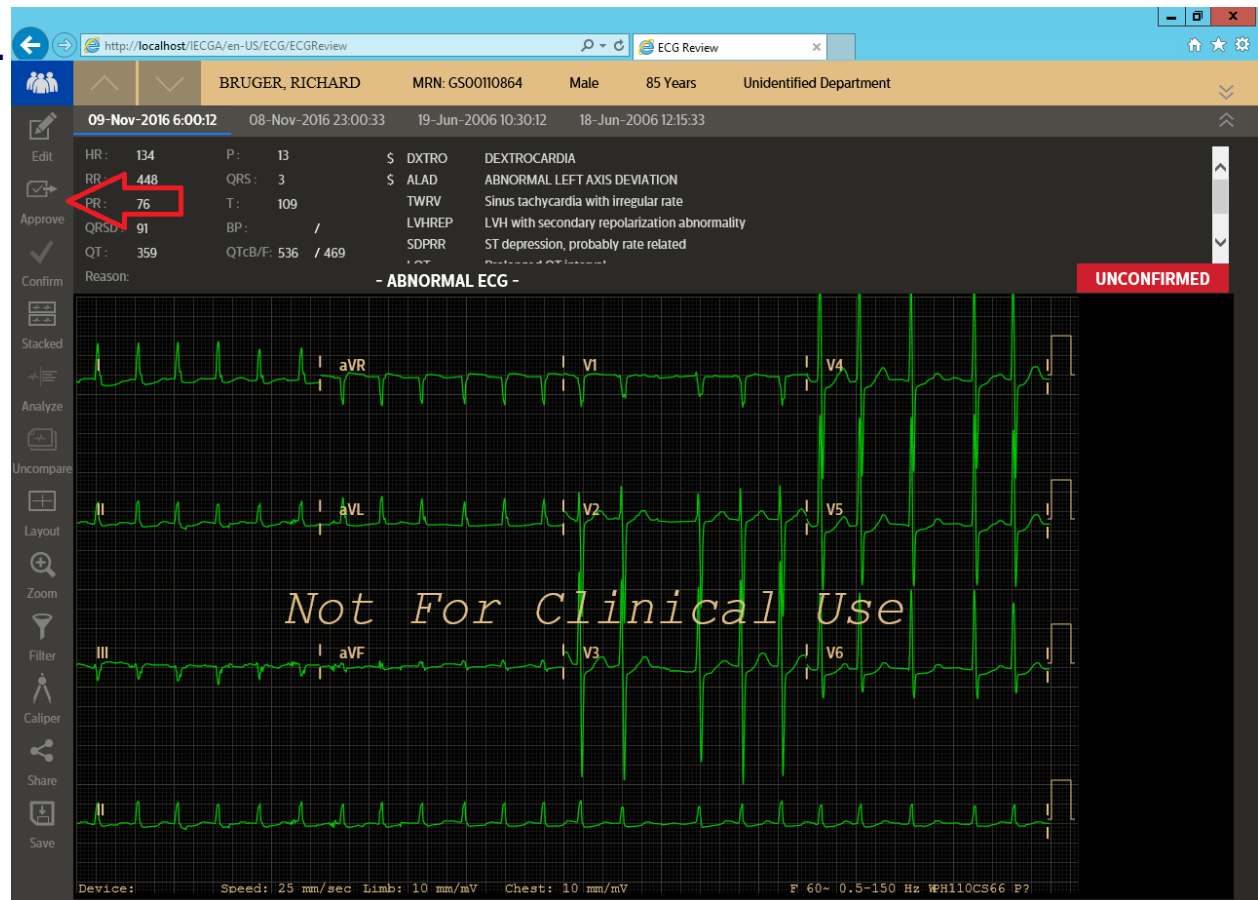 http://localhost/IECGA/en-US/ECG/ECGReview ECG Review
BRUGER, RICHARD MRN: GS00110864 Male 85 Years Unidentified Department
09-Nov-2016 6:00:12 08-Nov-2016 23:00:33 19-Jun-2006 10:30:12 18-Jun-2006 12:15:33
Edit
Approve
Confirm
Stacked
Analyze
Uncompare
Layout
Zoom
Filter
Caliper
Share
Save
HR: 134 P: 13 $ DXTRO DEXTROCARDIA
RR: 448 QRS: 3 $ ALAD ABNORMAL LEFT AXIS DEVIATION
PR: 76 T: 109 TWRV Sinus tachycardia with irregular rate
QRSD: 91 BP: / LVHREP LVH with secondary repolarization abnormality
QT: 359 QTcB/F: 536 / 469 SDPRR ST depression, probably rate related
Reason: - ABNORMAL ECG - UNCONFIRMED
I aVR V1 V4
II aVL V2 V5
Not For Clinical Use
III aVF V3 V6
II
Device: Speed: 25 mm/sec Limb: 10 mm/mV Chest: 10 mm/mV F 60~ 0.5-150 Hz PH110CS66 P?